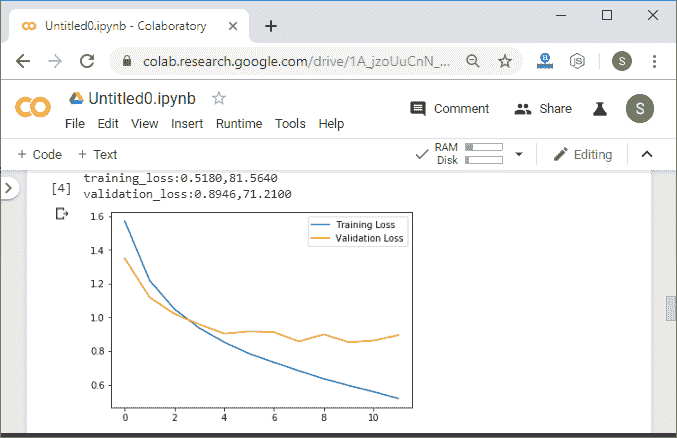 Untitled0.ipynb - Colaboratory
colab.research.google.com/drive/1A_jzoUuCnN_...
S
Untitled0.ipynb
Comment
Share
S
File Edit View Insert Runtime Tools Help
+ Code + Text
RAM
Disk
Editing
training_loss:0.5180,81.5640
[4]
validation_loss:0.8946,71.2100
1.6
Training Loss
Validation Loss
1.4
1.2
1.0
0.8
0.6
0 2 4 6 8 10